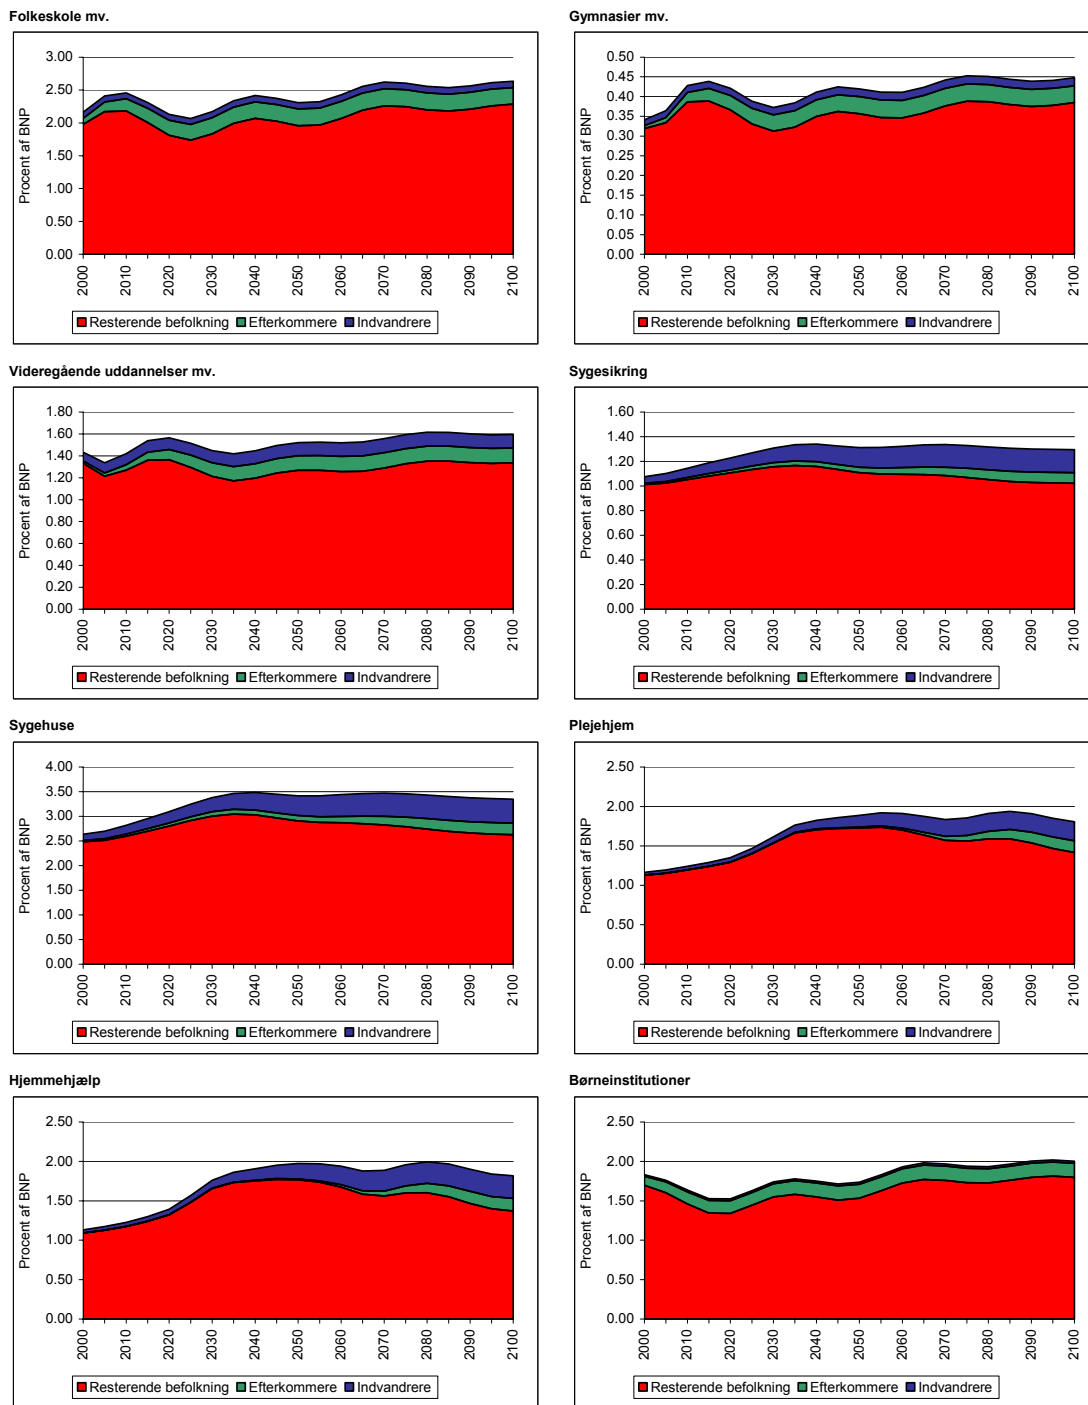 Folkeskole mv.
Procent af BNP
3.00
2.50
2.00
1.50
1.00
0.50
0.00
2000 2010 2020 2030 2040 2050 2060 2070 2080 2090 2100
Resterende befolkning Efterkommere Indvandrere
Gymnasier mv.
Procent af BNP
0.50
0.45
0.40
0.35
0.30
0.25
0.20
0.15
0.10
0.05
0.00
2000 2010 2020 2030 2040 2050 2060 2070 2080 2090 2100
Resterende befolkning Efterkommere Indvandrere
Videregående uddannelser mv.
Procent af BNP
1.80
1.60
1.40
1.20
1.00
0.80
0.60
0.40
0.20
0.00
2000 2010 2020 2030 2040 2050 2060 2070 2080 2090 2100
Resterende befolkning Efterkommere Indvandrere
Sygesikring
Procent af BNP
1.60
1.40
1.20
1.00
0.80
0.60
0.40
0.20
0.00
2000 2010 2020 2030 2040 2050 2060 2070 2080 2090 2100
Resterende befolkning Efterkommere Indvandrere
Sygehuse
Procent af BNP
4.00
3.50
3.00
2.50
2.00
1.50
1.00
0.50
0.00
2000 2010 2020 2030 2040 2050 2060 2070 2080 2090 2100
Resterende befolkning Efterkommere Indvandrere
Plejehjem
Procent af BNP
2.50
2.00
1.50
1.00
0.50
0.00
2000 2010 2020 2030 2040 2050 2060 2070 2080 2090 2100
Resterende befolkning Efterkommere Indvandrere
Hjemmehjælp
Procent af BNP
2.50
2.00
1.50
1.00
0.50
0.00
2000 2010 2020 2030 2040 2050 2060 2070 2080 2090 2100
Resterende befolkning Efterkommere Indvandrere
Børneinstitutioner
Procent af BNP
2.50
2.00
1.50
1.00
0.50
0.00
2000 2010 2020 2030 2040 2050 2060 2070 2080 2090 2100
Resterende befolkning Efterkommere Indvandrere